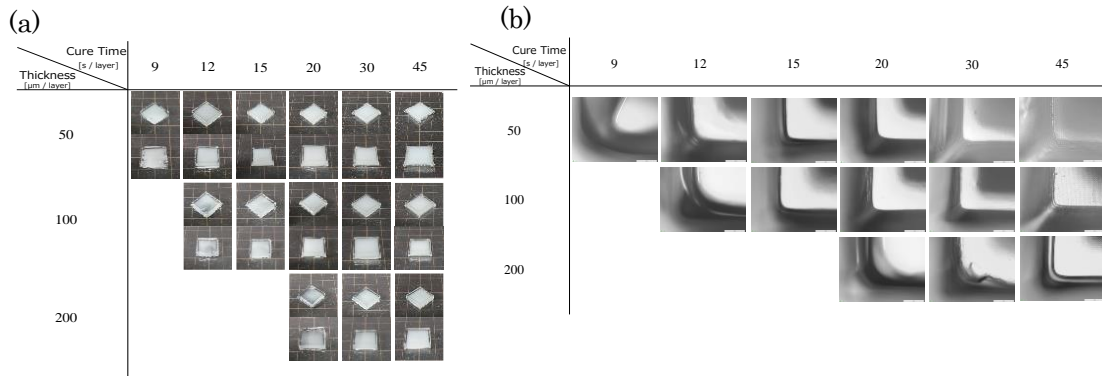 (a)
Cure Time
[s / layer]
Thickness
[μm / layer]
9 12 15 20 30 45
50
100
200
(b)
Cure Time
[s / layer]
Thickness
[μm / layer]
9 12 15 20 30 45
50
100
200